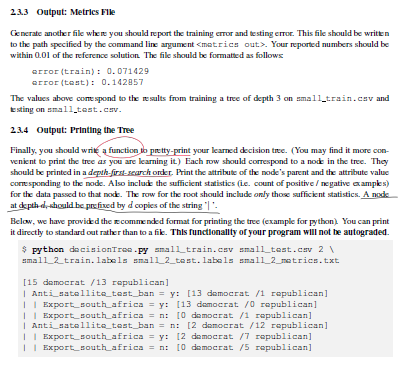 2.3.3 Output: Metrics File
Generate another file where you should report the training error and testing error. This file should be written
to the path specified by the command line argument <metrics out>. Your reported numbers should be
within 0.01 of the reference solution. The file should be formatted as follows:
error(train): 0.071429
error(test): 0.142857
The values above correspond to the results from training a tree of depth 3 on small_train.csv and
testing on small_test.csv.
2.3.4 Output: Printing the Tree
Finally, you should write a function to pretty-print your learned decision tree. (You may find it more con-
venient to print the tree as you are learning it.) Each row should correspond to a node in the tree. They
should be printed in a depth-first-search order. Print the attribute of the node's parent and the attribute value
corresponding to the node. Also include the sufficient statistics (i.e. count of positive / negative examples)
for the data passed to that node. The row for the root should include only those sufficient statistics. A node
at depth d, should be prefixed by d copies of the string '| '.
Below, we have provided the recommended format for printing the tree (example for python). You can print
it directly to standard out rather than to a file. This functionality of your program will not be autograded.
$ python decisionTree.py small_train.csv small_test.csv 2 \
small_2_train.labels small_2_test.labels small_2_metrics.txt
[15 democrat /13 republican]
| Anti_satellite_test_ban = y: [13 democrat /1 republican]
| | Export_south_africa = y: [13 democrat /0 republican]
| | Export_south_africa = n: [0 democrat /1 republican]
| Anti_satellite_test_ban = n: [2 democrat /12 republican]
| | Export_south_africa = y: [2 democrat /7 republican]
| | Export_south_africa = n: [0 democrat /5 republican]